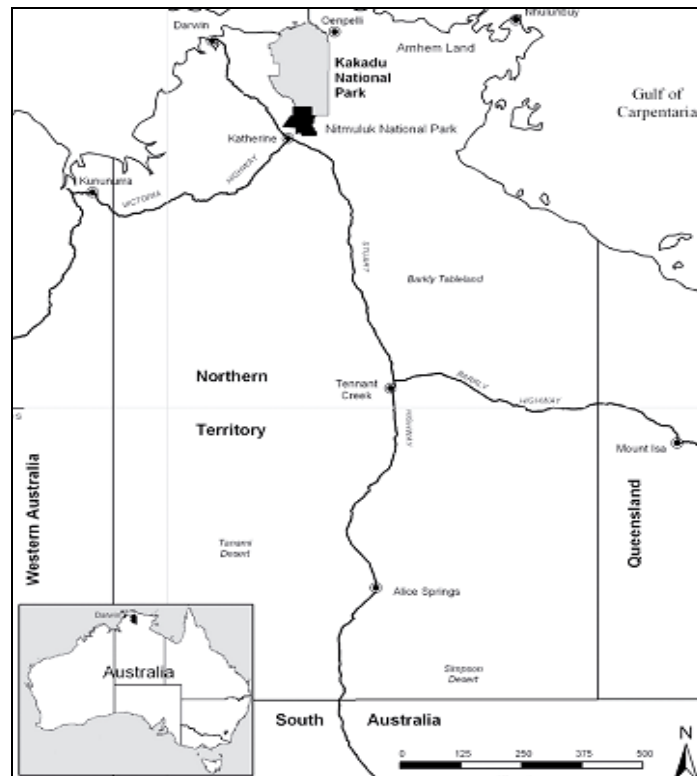 Darwin
Oenpelli
Nhulunbuy
Arnhem Land
Kakadu
National
Park
Gulf of
Carpentaria
Nitmuluk National Park
Katherine
Kununurra
VICTORIA
HIGHWAY
STUART
Barkly Tableland
Northern
Tennant
Creek
BARKLY
HIGHWAY
Territory
HIGHWAY
S
Mount Isa
Western Australia
Queensland
Tanami
Desert
Alice Springs
Darwin
Australia
Simpson
Desert
South Australia
N
0 125 250 375 500